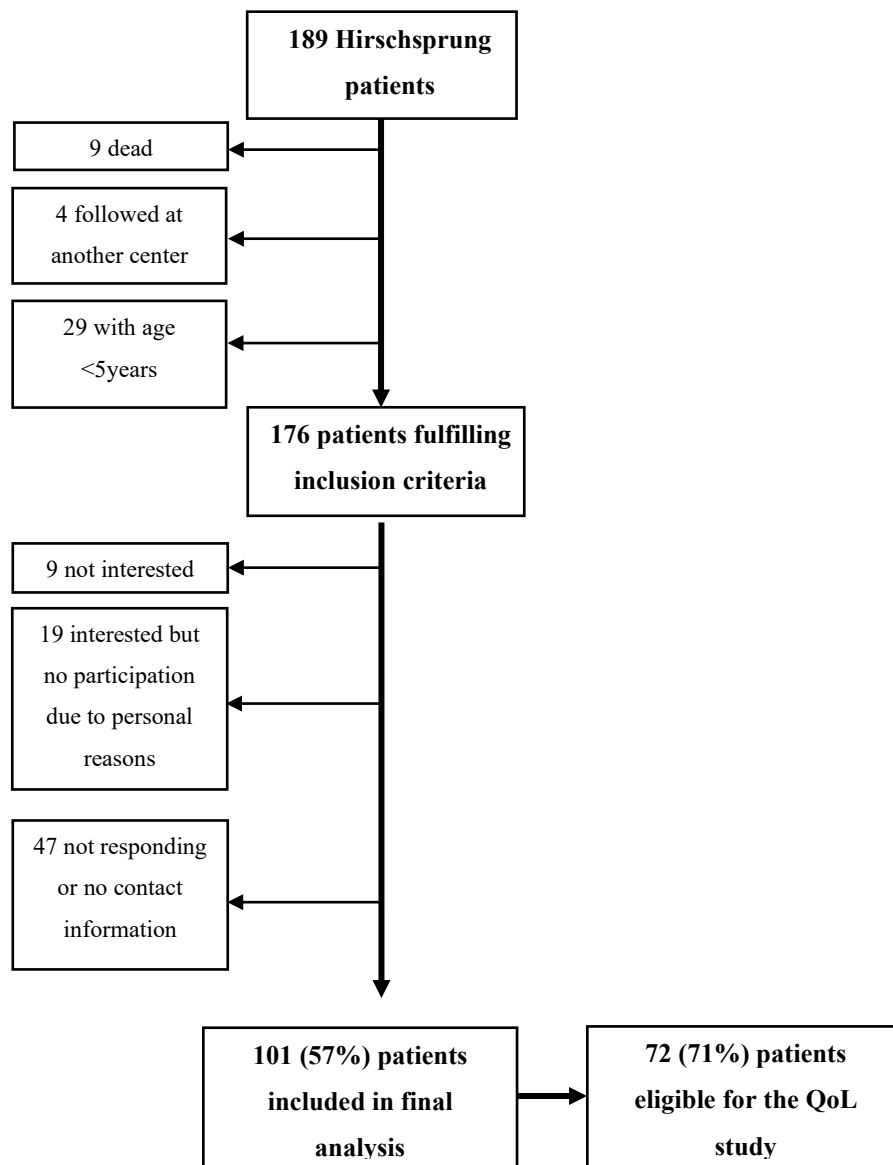 189 Hirschsprung
patients
9 dead
4 followed at
another center
29 with age
<5years
176 patients fulfilling
inclusion criteria
9 not interested
19 interested but
no participation
due to personal
reasons
47 not responding
or no contact
information
101 (57%) patients
included in final
analysis
72 (71%) patients
eligible for the QoL
study